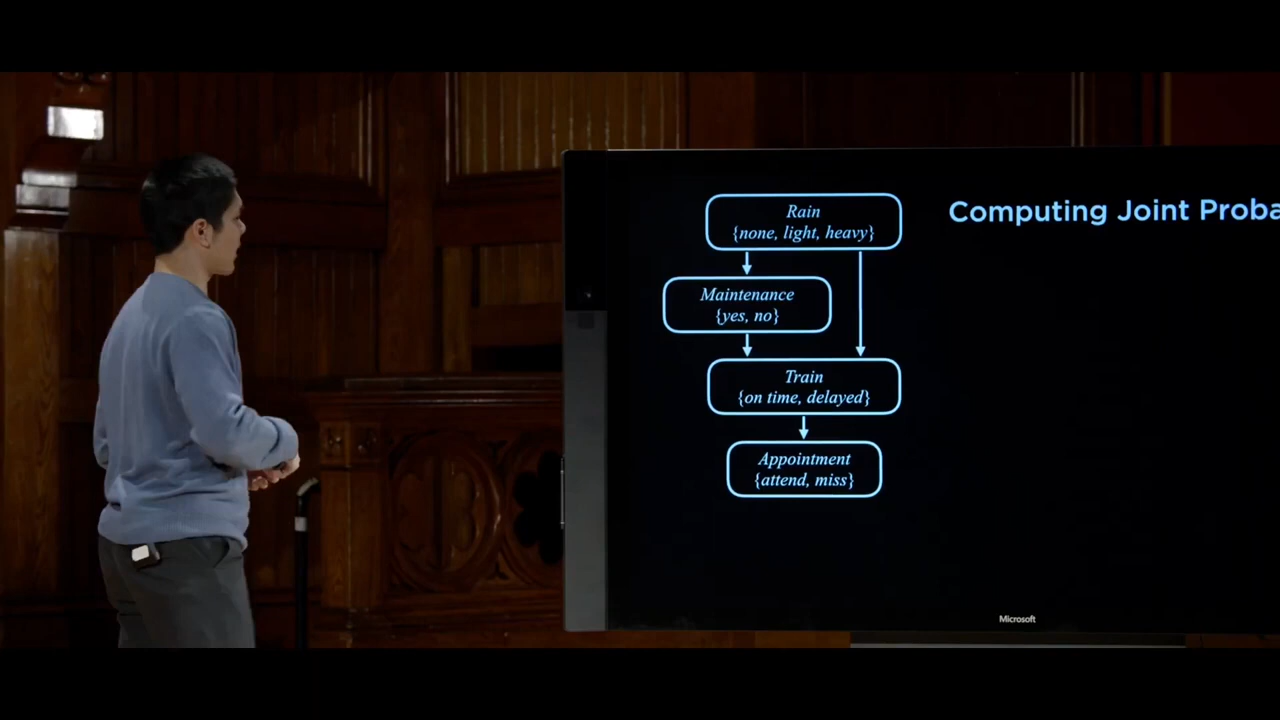 Rain
{none, light, heavy}
Computing Joint Proba
Maintenance
{yes, no}
Train
{on time, delayed}
Appointment
{attend, miss}
Microsoft